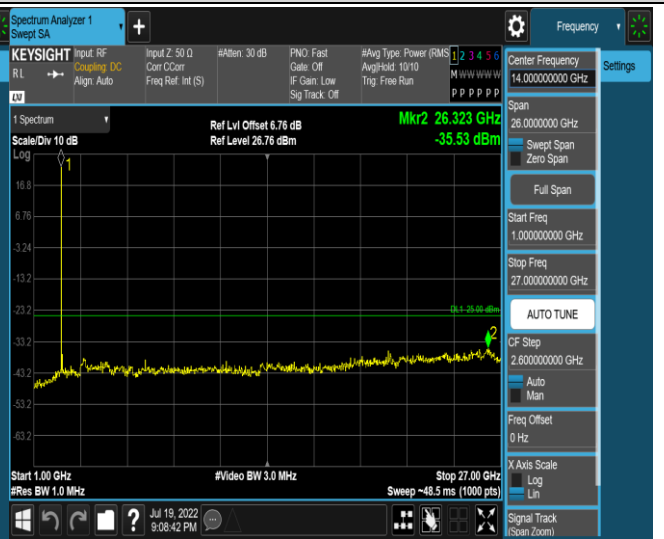 Spectrum Analyzer 1
Swept SA
+
Frequency
KEYSIGHT
RL
LXI
Input: RF
Coupling: DC
Align: Auto
Input Z: 50 Ω
Corr CCorr
Freq Ref: Int (S)
#Atten: 30 dB
PNO: Fast
Gate: Off
IF Gain: Low
Sig Track: Off
#Avg Type: Power (RMS
Avg|Hold: 10/10
Trig: Free Run
1 2 3 4 5 6
M W W W W W
P P P P P P
Settings
1 Spectrum
Scale/Div 10 dB
Log
Ref Lvl Offset 6.76 dB
Ref Level 26.76 dBm
Mkr2 26.323 GHz
-35.53 dBm
1
16.8
6.76
-3.24
-13.2
-23.2
DL1 -25.00 dBm
2
-33.2
-43.2
-53.2
-63.2
Start 1.00 GHz
#Res BW 1.0 MHz
#Video BW 3.0 MHz
Stop 27.00 GHz
Sweep ~48.5 ms (1000 pts)
?
Jul 19, 2022
9:08:42 PM
Center Frequency
14.000000000 GHz
Span
26.0000000 GHz
Swept Span
Zero Span
Full Span
Start Freq
1.000000000 GHz
Stop Freq
27.000000000 GHz
AUTO TUNE
CF Step
2.600000000 GHz
Auto
Man
Freq Offset
0 Hz
X Axis Scale
Log
Lin
Signal Track
(Span Zoom)